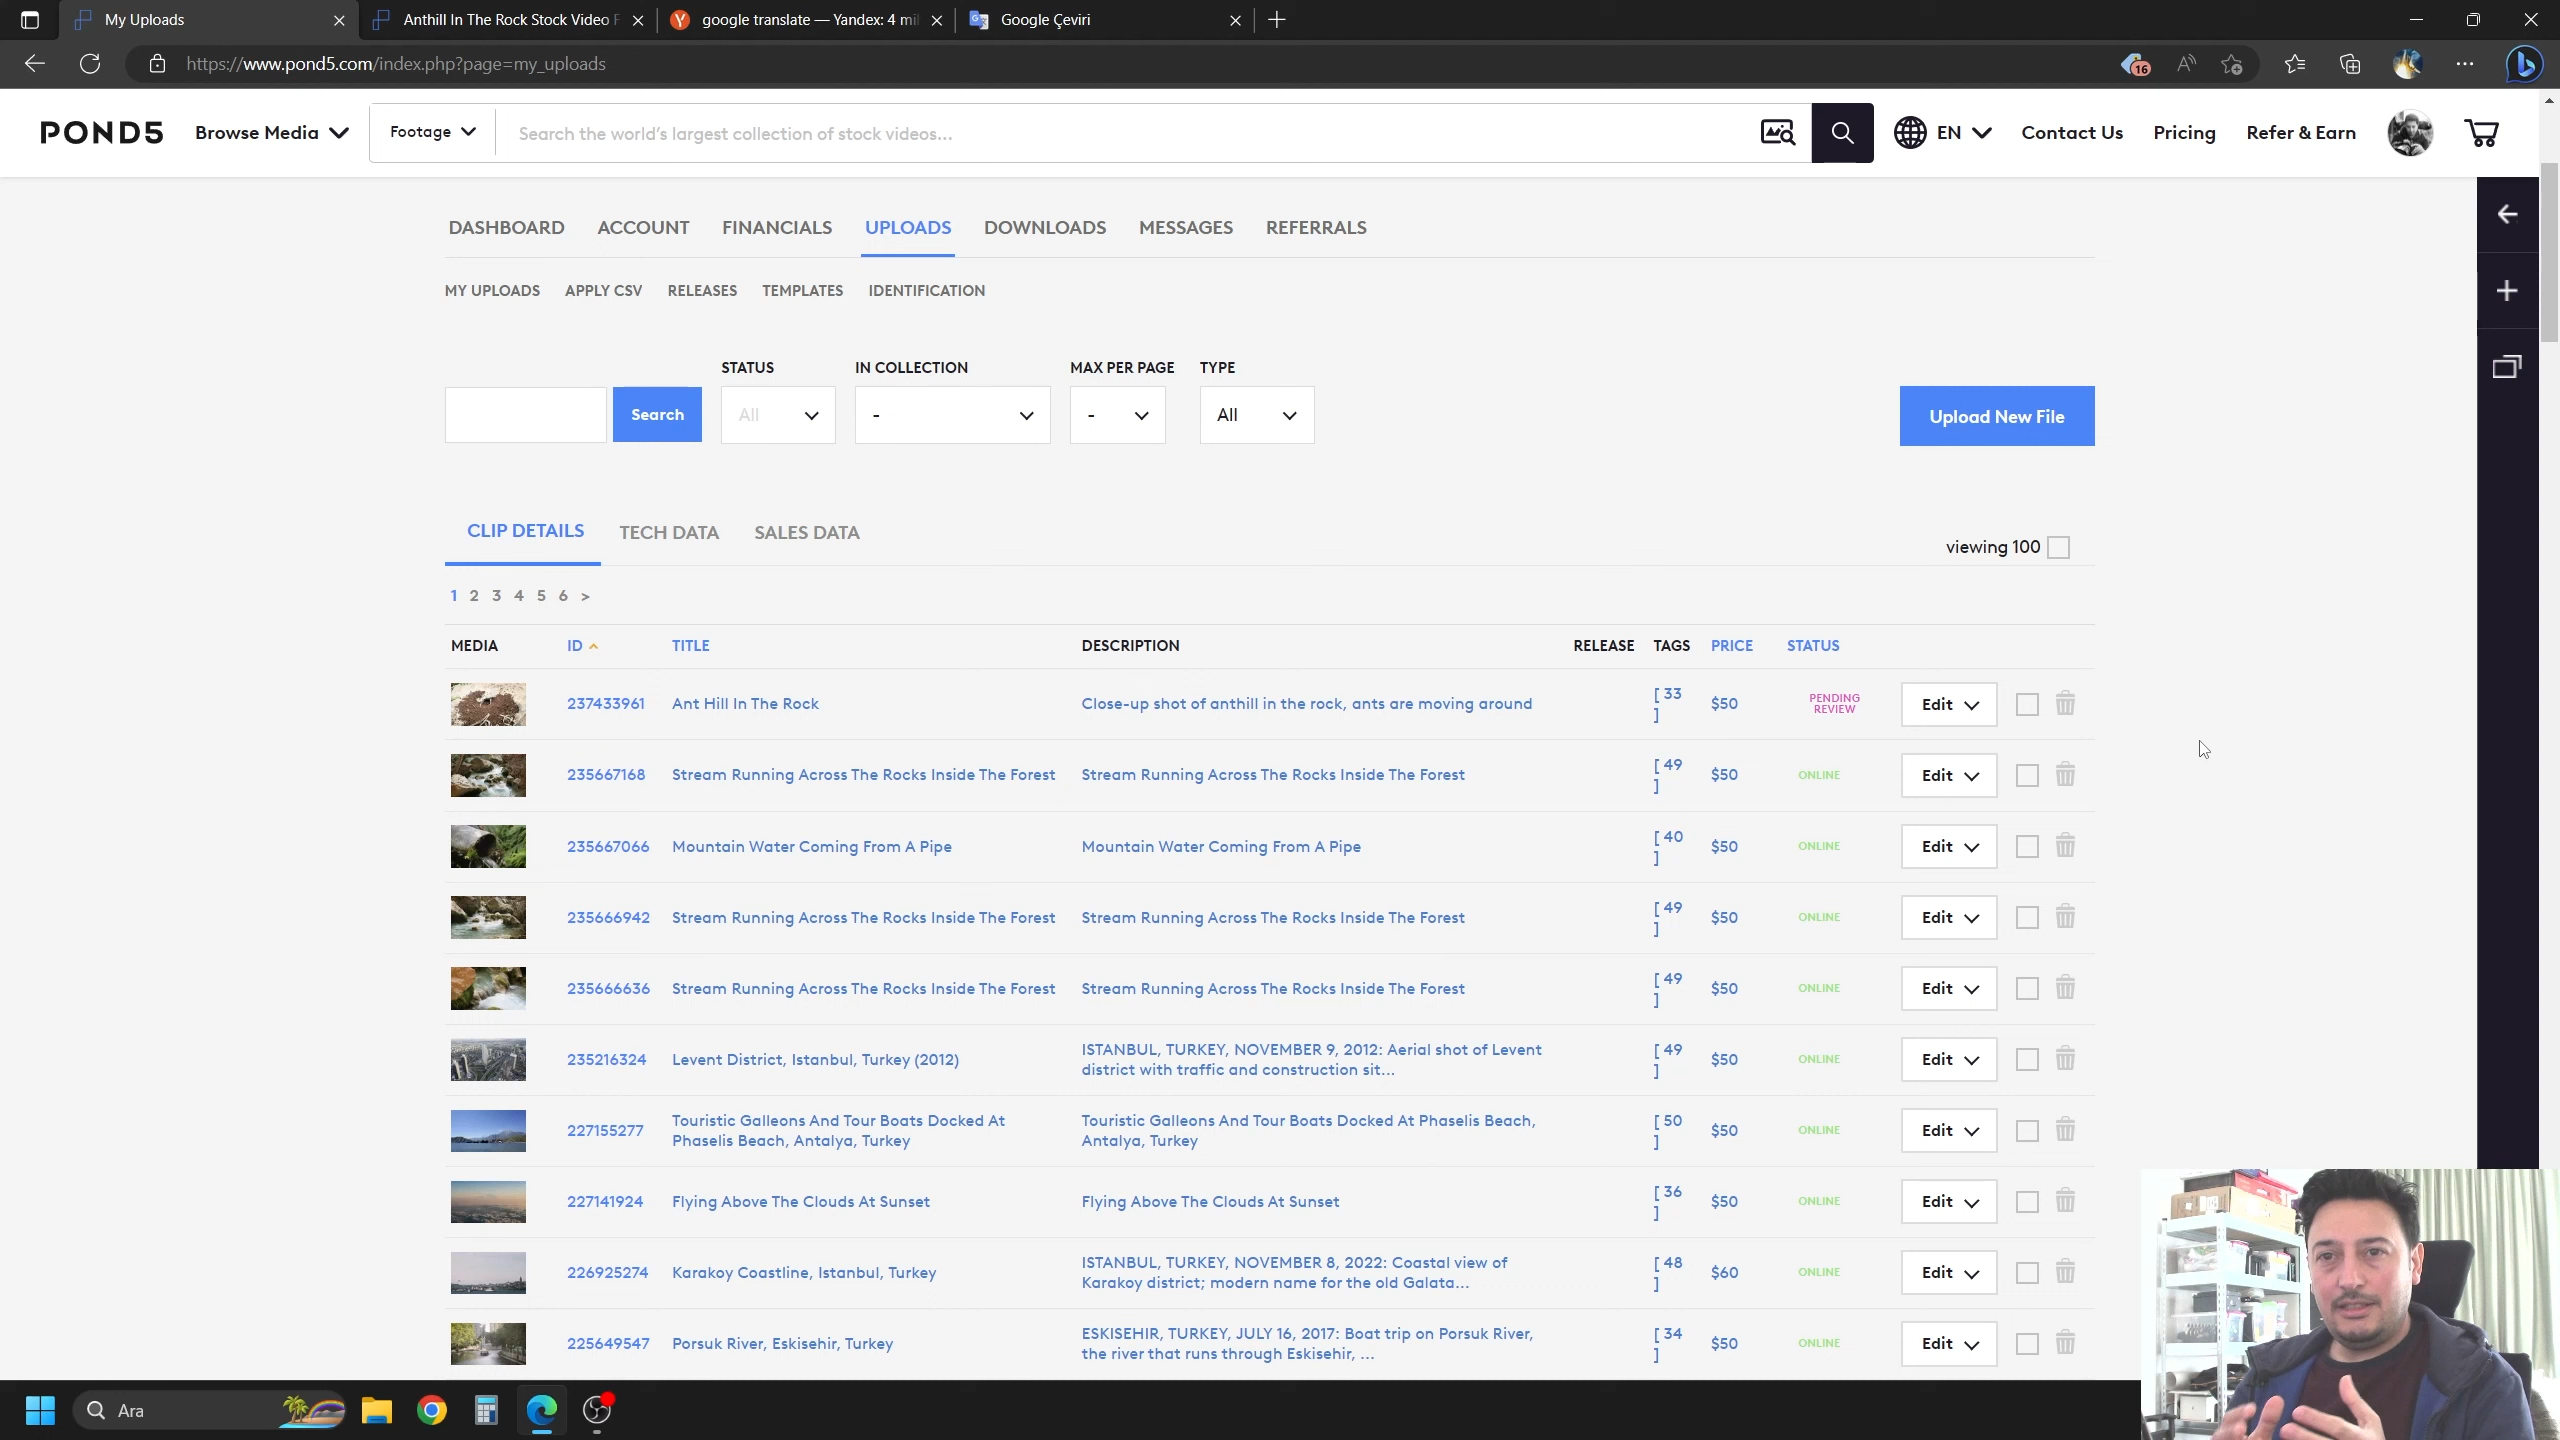 My Uploads
Anthill In The Rock Stock Video F
google translate — Yandex: 4 mil
Google Çeviri
https://www.pond5.com/index.php?page=my_uploads
16
POND5
Browse Media
Footage
Search the world's largest collection of stock videos...
EN
Contact Us
Pricing
Refer & Earn
DASHBOARD ACCOUNT FINANCIALS UPLOADS DOWNLOADS MESSAGES REFERRALS
MY UPLOADS APPLY CSV RELEASES TEMPLATES IDENTIFICATION
STATUS IN COLLECTION MAX PER PAGE TYPE
Search All - - All Upload New File
CLIP DETAILS TECH DATA SALES DATA
viewing 100
1 2 3 4 5 6 >
MEDIA ID TITLE DESCRIPTION RELEASE TAGS PRICE STATUS
237433961 Ant Hill In The Rock Close-up shot of anthill in the rock, ants are moving around [ 33 ] $50 PENDING REVIEW Edit
235667168 Stream Running Across The Rocks Inside The Forest Stream Running Across The Rocks Inside The Forest [ 49 ] $50 ONLINE Edit
235667066 Mountain Water Coming From A Pipe Mountain Water Coming From A Pipe [ 40 ] $50 ONLINE Edit
235666942 Stream Running Across The Rocks Inside The Forest Stream Running Across The Rocks Inside The Forest [ 49 ] $50 ONLINE Edit
235666636 Stream Running Across The Rocks Inside The Forest Stream Running Across The Rocks Inside The Forest [ 49 ] $50 ONLINE Edit
235216324 Levent District, Istanbul, Turkey (2012) ISTANBUL, TURKEY, NOVEMBER 9, 2012: Aerial shot of Levent district with traffic and construction sit... [ 49 ] $50 ONLINE Edit
227155277 Touristic Galleons And Tour Boats Docked At Phaselis Beach, Antalya, Turkey Touristic Galleons And Tour Boats Docked At Phaselis Beach, Antalya, Turkey [ 50 ] $50 ONLINE Edit
227141924 Flying Above The Clouds At Sunset Flying Above The Clouds At Sunset [ 36 ] $50 ONLINE Edit
226925274 Karakoy Coastline, Istanbul, Turkey ISTANBUL, TURKEY, NOVEMBER 8, 2022: Coastal view of Karakoy district; modern name for the old Galata... [ 48 ] $60 ONLINE Edit
225649547 Porsuk River, Eskisehir, Turkey ESKISEHIR, TURKEY, JULY 16, 2017: Boat trip on Porsuk River, the river that runs through Eskisehir, ... [ 34 ] $50 ONLINE Edit
Ara